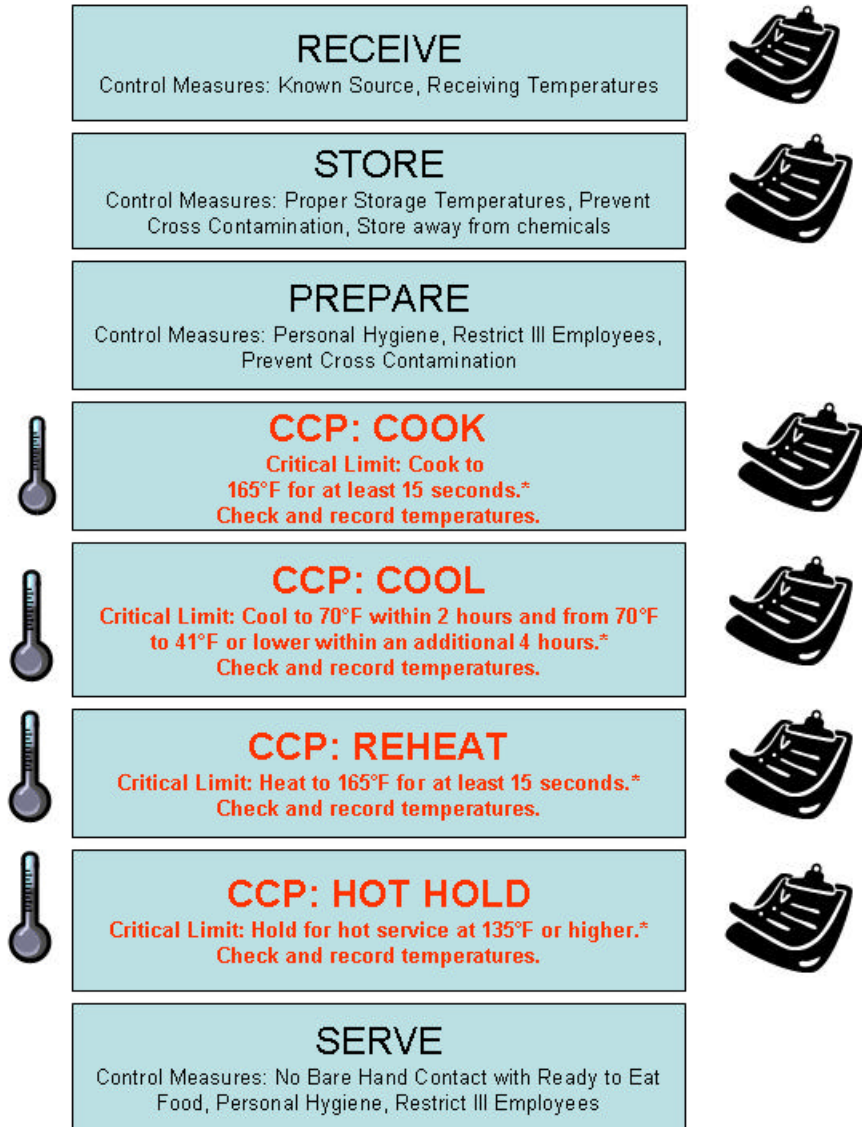 RECEIVE
Control Measures: Known Source, Receiving Temperatures
STORE
Control Measures: Proper Storage Temperatures, Prevent
Cross Contamination, Store away from chemicals
PREPARE
Control Measures: Personal Hygiene, Restrict Ill Employees,
Prevent Cross Contamination
CCP: COOK
Critical Limit: Cook to
165°F for at least 15 seconds.*
Check and record temperatures.
CCP: COOL
Critical Limit: Cool to 70°F within 2 hours and from 70°F
to 41°F or lower within an additional 4 hours.*
Check and record temperatures.
CCP: REHEAT
Critical Limit: Heat to 165°F for at least 15 seconds.*
Check and record temperatures.
CCP: HOT HOLD
Critical Limit: Hold for hot service at 135°F or higher.*
Check and record temperatures.
SERVE
Control Measures: No Bare Hand Contact with Ready to Eat
Food, Personal Hygiene, Restrict Ill Employees